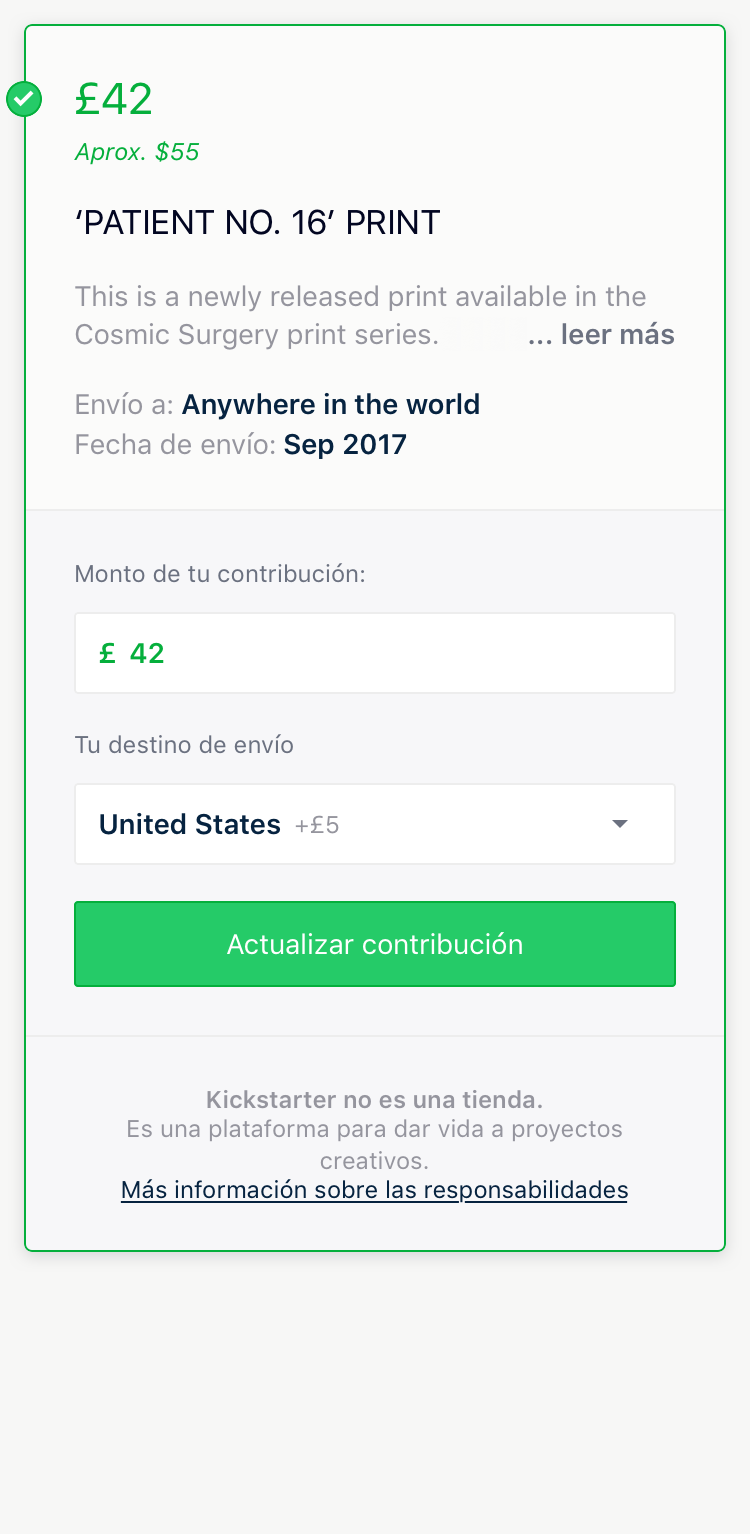 £42
Aprox. $55
‘PATIENT NO. 16’ PRINT
This is a newly released print available in the
Cosmic Surgery print series. ... leer más
Envío a: Anywhere in the world
Fecha de envío: Sep 2017
Monto de tu contribución:
£ 42
Tu destino de envío
United States +£5
Actualizar contribución
Kickstarter no es una tienda.
Es una plataforma para dar vida a proyectos
creativos.
Más información sobre las responsabilidades